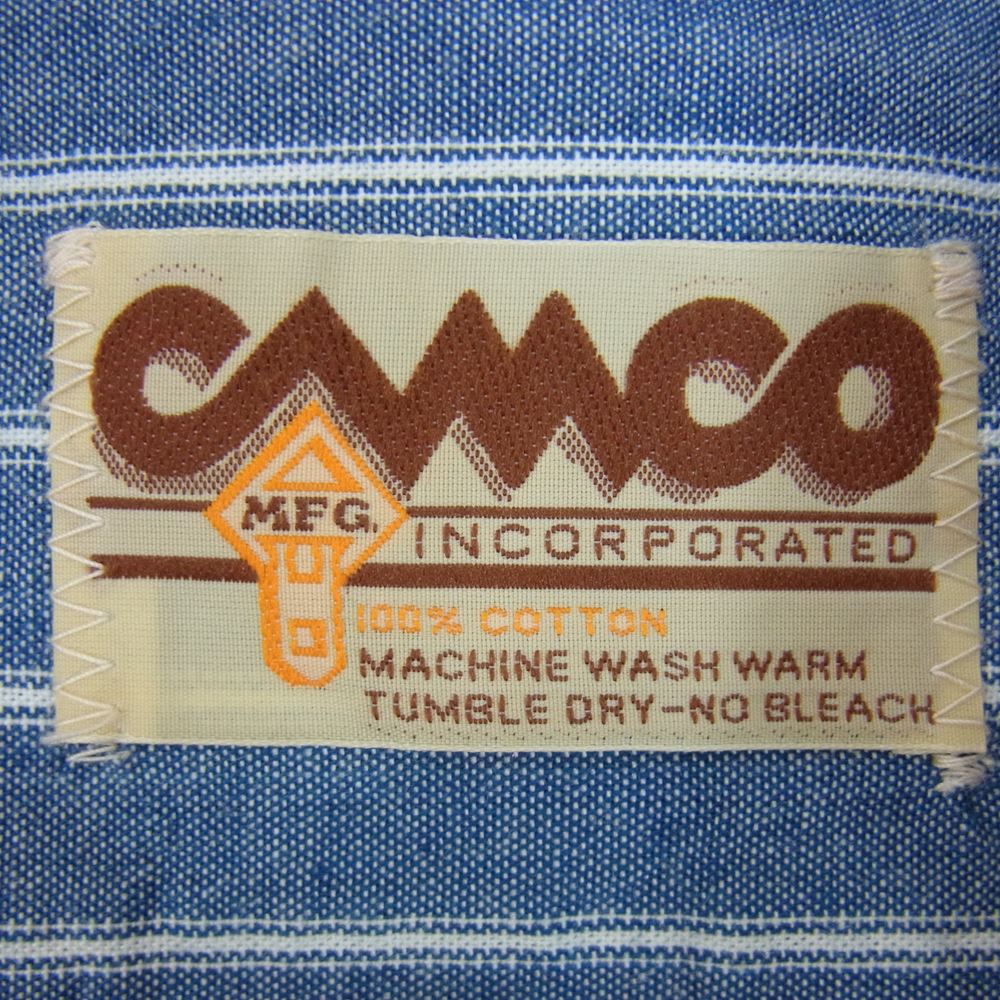 CAMCO
MFG.
INCORPORATED
100% COTTON
MACHINE WASH WARM
TUMBLE DRY-NO BLEACH